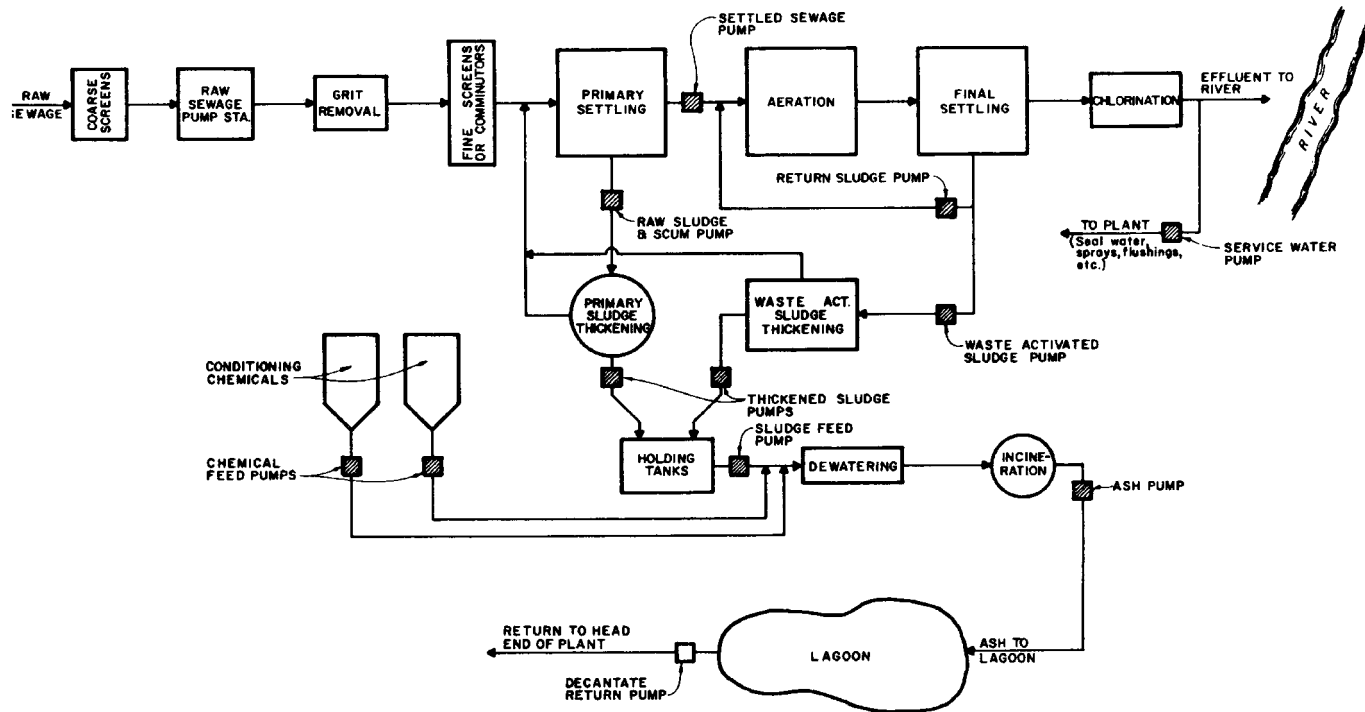 SETTLED SEWAGE
PUMP
RAW
EWAGE
COARSE
SCREENS
RAW
SEWAGE
PUMP STA.
GRIT
REMOVAL
FINE SCREENS
OR COMMINUTORS
PRIMARY
SETTLING
AERATION
FINAL
SETTLING
CHLORINATION
EFFLUENT TO
RIVER
RIVER
RETURN SLUDGE PUMP
RAW SLUDGE
& SCUM PUMP
TO PLANT
(Seal water,
sprays, flushings,
etc.)
SERVICE WATER
PUMP
PRIMARY
SLUDGE
THICKENING
WASTE ACT.
SLUDGE
THICKENING
WASTE ACTIVATED
SLUDGE PUMP
CONDITIONING
CHEMICALS
THICKENED SLUDGE
PUMPS
SLUDGE FEED
PUMP
CHEMICAL
FEED PUMPS
HOLDING
TANKS
DEWATERING
INCINE-
RATION
ASH PUMP
RETURN TO HEAD
END OF PLANT
LAGOON
ASH TO
LAGOON
DECANTATE
RETURN PUMP